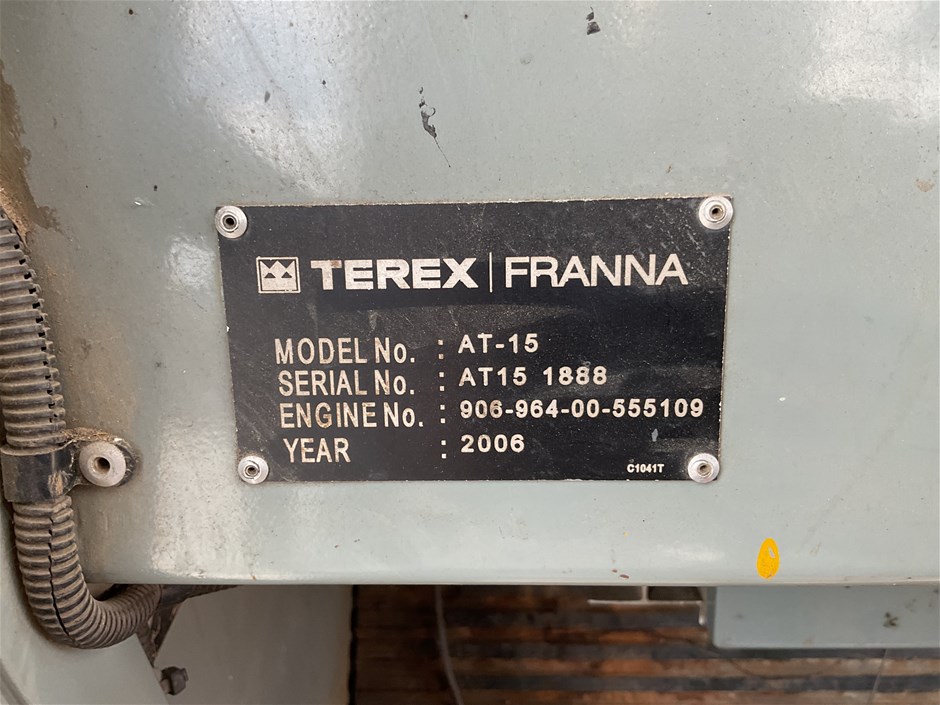 TEREX | FRANNA
MODEL No. : AT-15
SERIAL No. : AT15 1888
ENGINE No. : 906-964-00-555109
YEAR : 2006
C1041T